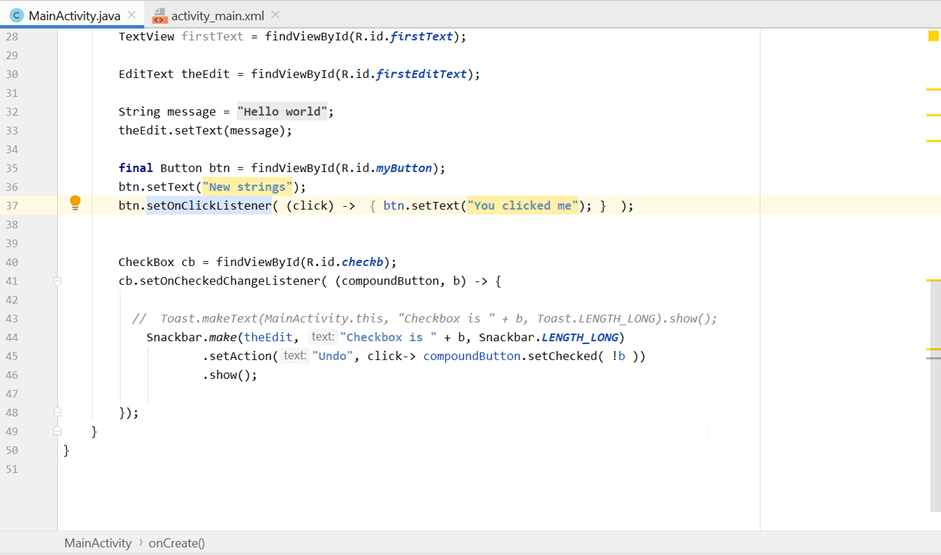 MainActivity.java activity_main.xml
28 TextView firstText = findViewById(R.id.firstText);
29
30 EditText theEdit = findViewById(R.id.firstEditText);
31
32 String message = "Hello world";
33 theEdit.setText(message);
34
35 final Button btn = findViewById(R.id.myButton);
36 btn.setText("New strings");
37 btn.setOnClickListener( (click) -> { btn.setText("You clicked me"); } );
38
39
40 CheckBox cb = findViewById(R.id.checkb);
41 cb.setOnCheckedChangeListener( (compoundButton, b) -> {
42
43 // Toast.makeText(MainActivity.this, "Checkbox is " + b, Toast.LENGTH_LONG).show();
44 Snackbar.make(theEdit, text: "Checkbox is " + b, Snackbar.LENGTH_LONG)
45 .setAction( text: "Undo", click-> compoundButton.setChecked( !b ))
46 .show();
47
48 });
49 }
50 }
51
MainActivity › onCreate()